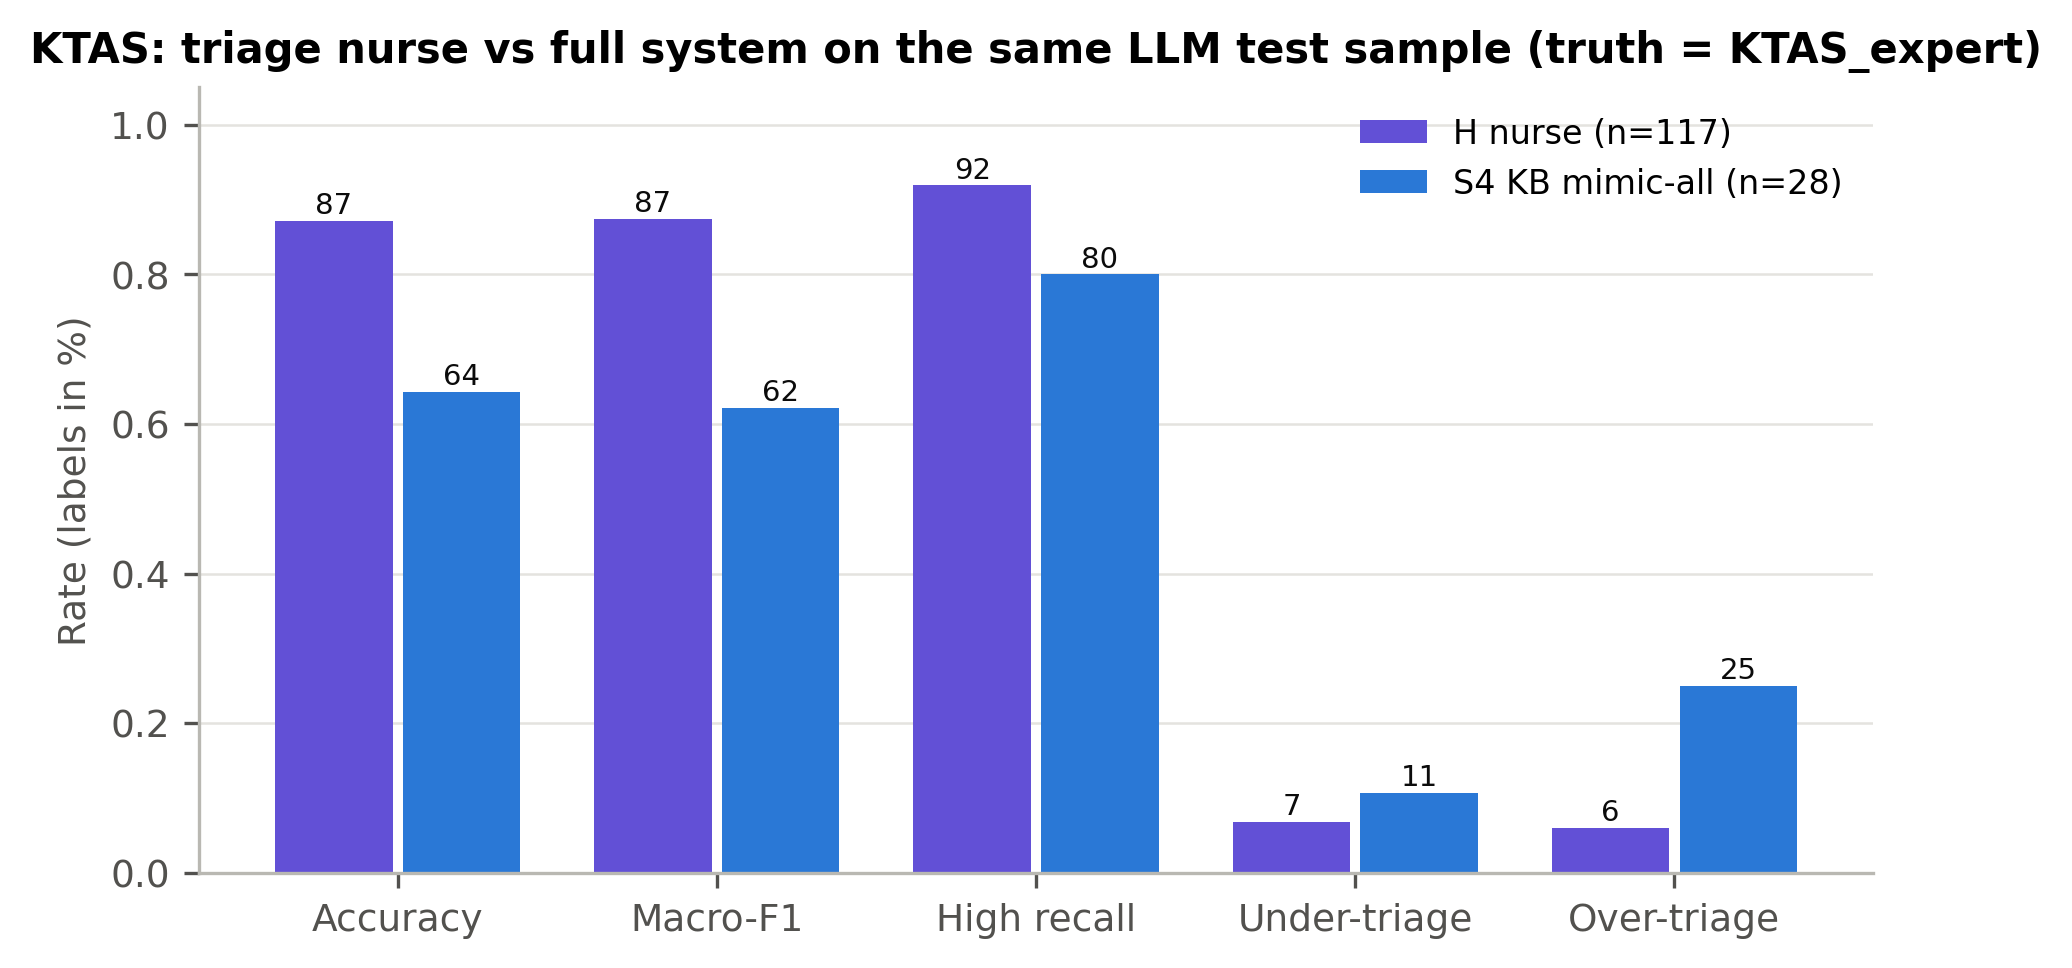 KTAS: triage nurse vs full system on the same LLM test sample (truth = KTAS_expert)
H nurse (n=117)
S4 KB mimic-all (n=28)
Rate (labels in %)
1.0
0.8
0.6
0.4
0.2
0.0
87
64
87
62
92
80
7
11
6
25
Accuracy
Macro-F1
High recall
Under-triage
Over-triage